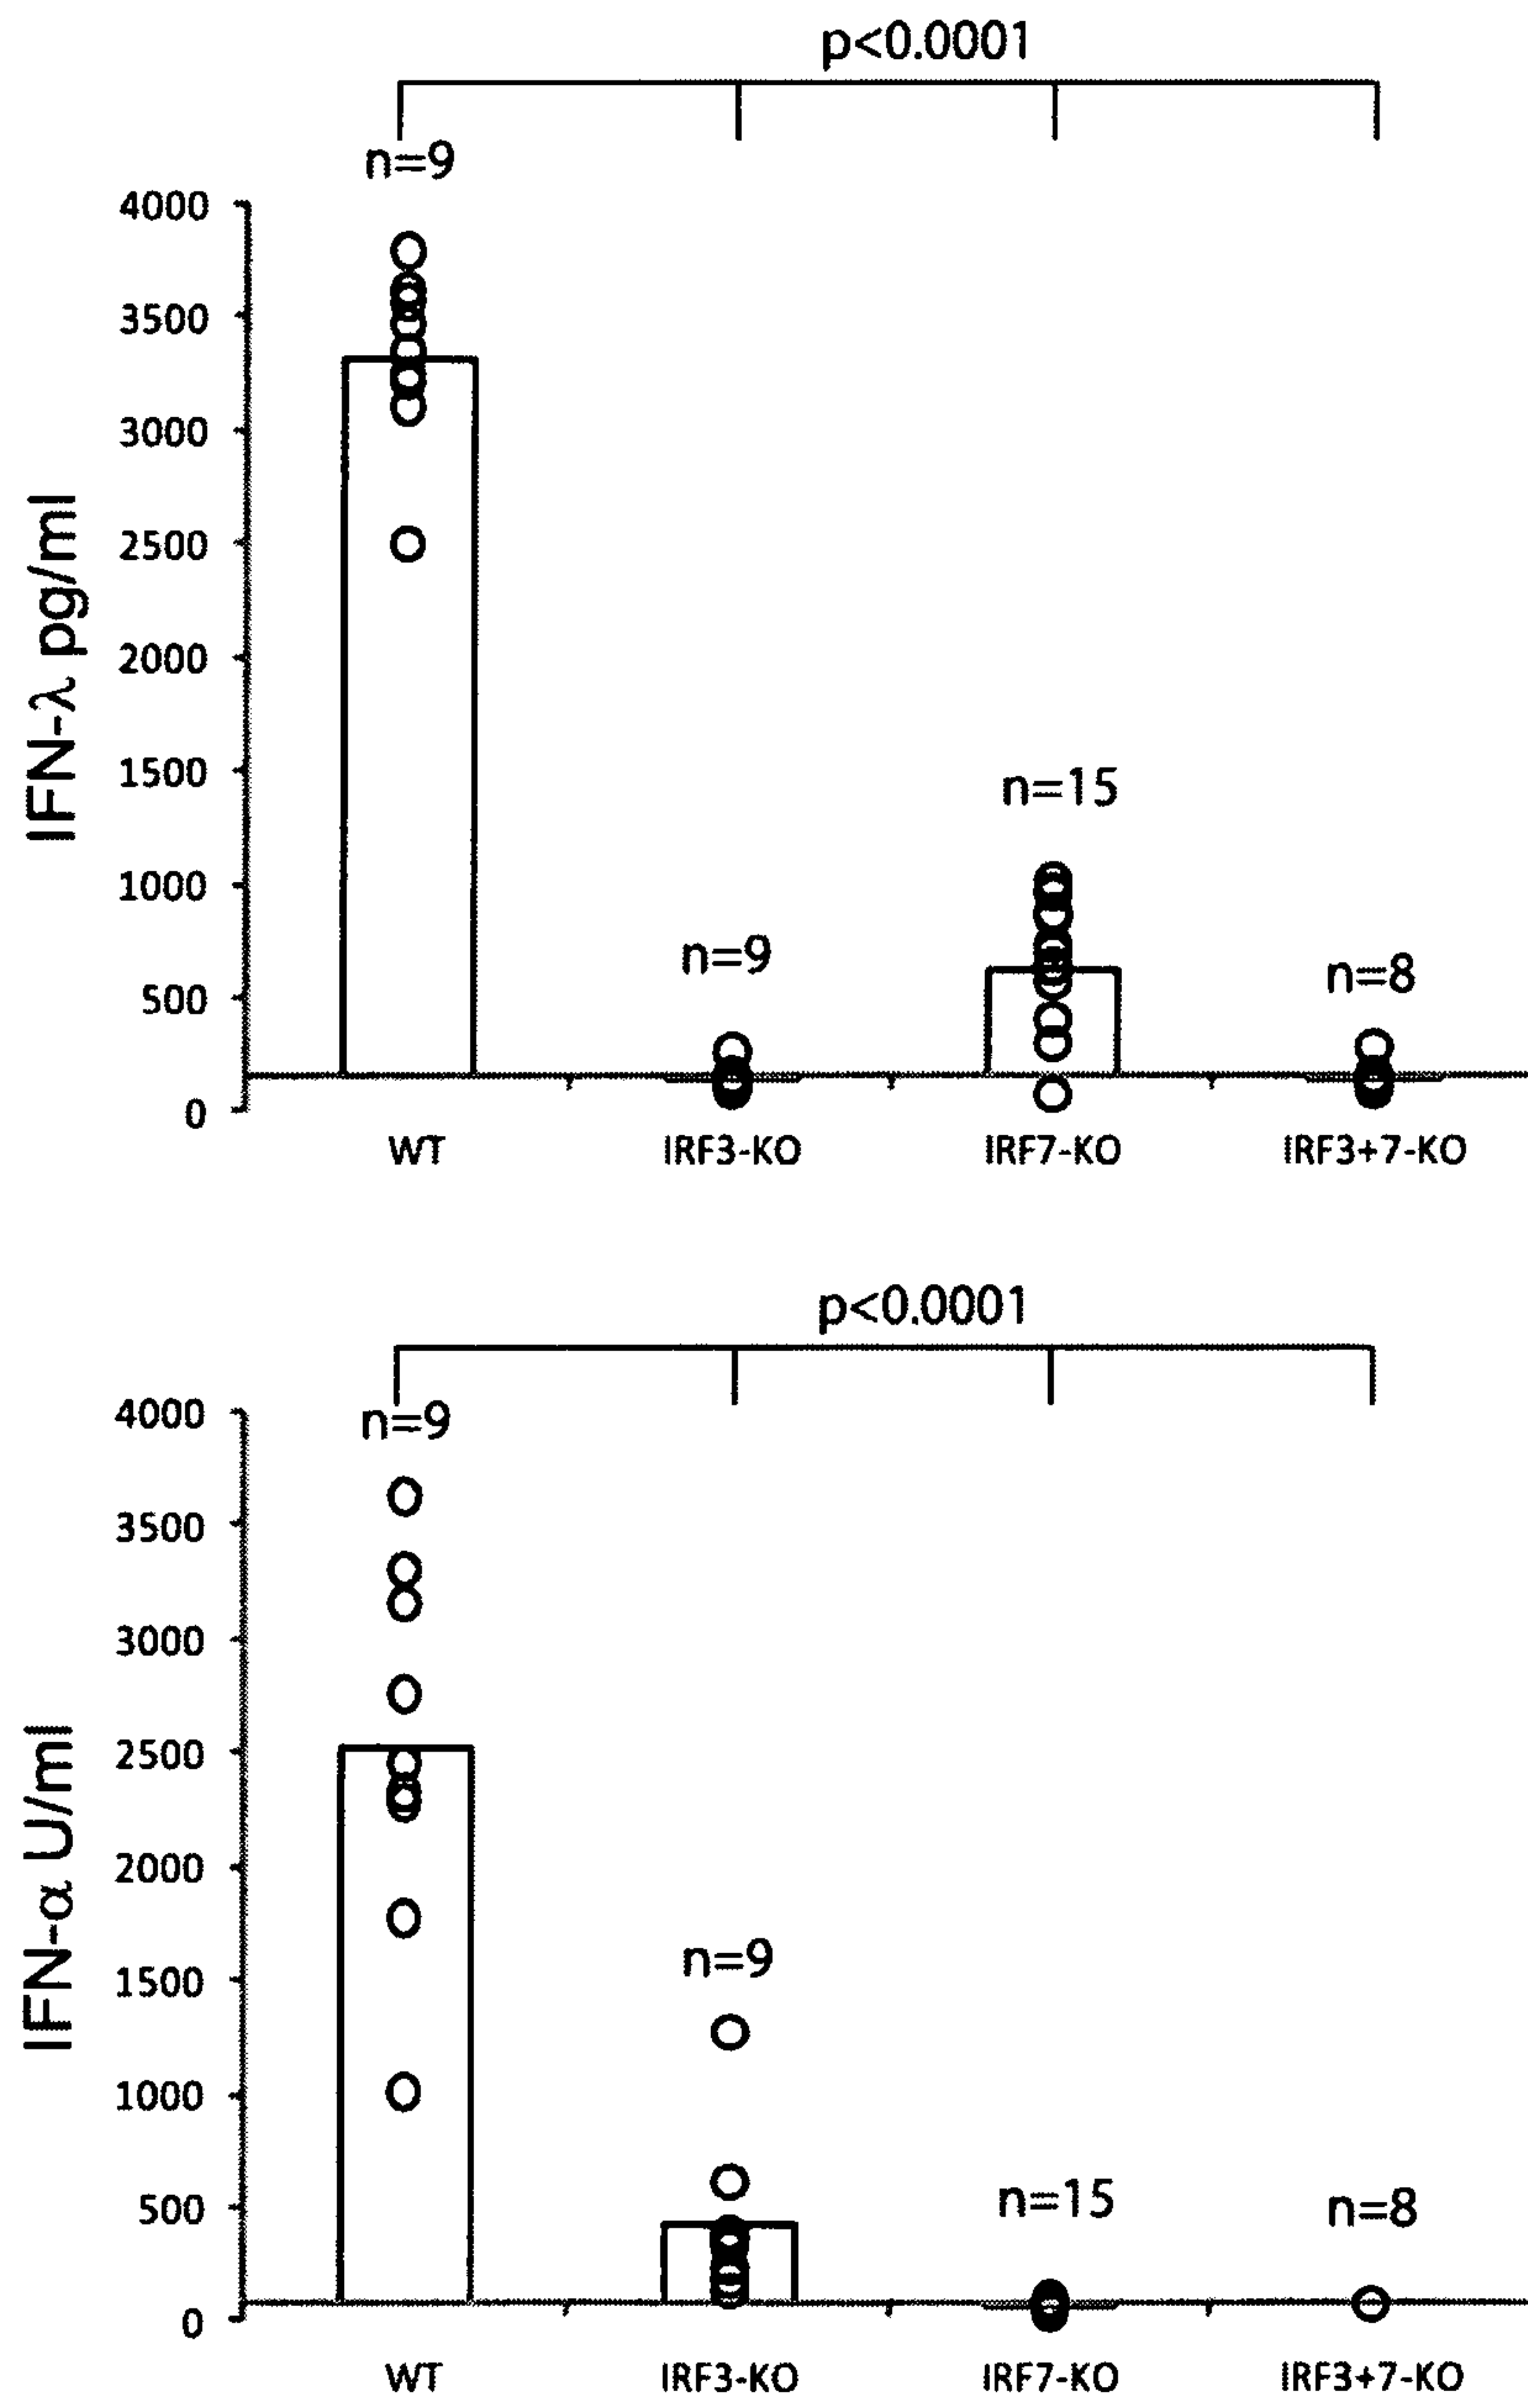 p<0.0001
n=9
4000
3500
3000
2500
2000
1500
1000
500
0
IFN-λ pg/ml
n=9
n=15
n=8
WT IRF3-KO IRF7-KO IRF3+7-KO
p<0.0001
n=9
4000
3500
3000
2500
2000
1500
1000
500
0
IFN-α U/ml
n=9
n=15
n=8
WT IRF3-KO IRF7-KO IRF3+7-KO